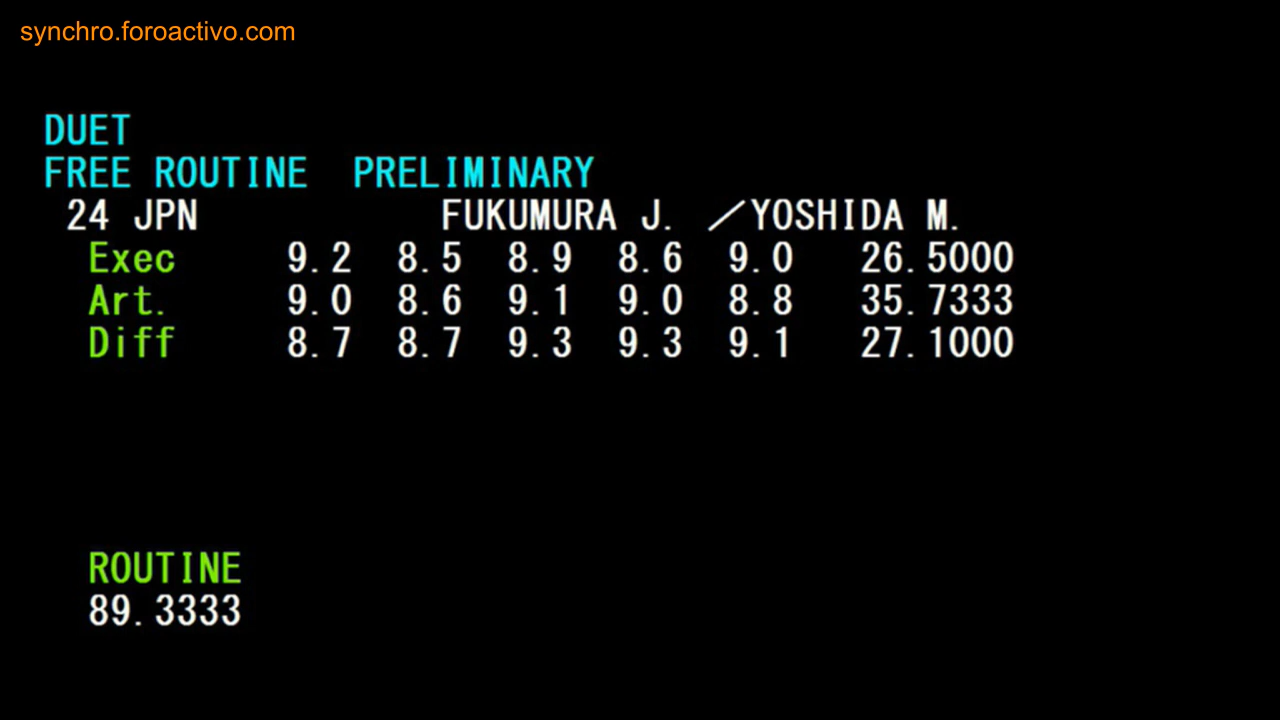 synchro.foroactivo.com
DUET
FREE ROUTINE PRELIMINARY
24 JPN FUKUMURA J. ／YOSHIDA M.
Exec 9.2 8.5 8.9 8.6 9.0 26.5000
Art. 9.0 8.6 9.1 9.0 8.8 35.7333
Diff 8.7 8.7 9.3 9.3 9.1 27.1000
ROUTINE
89.3333